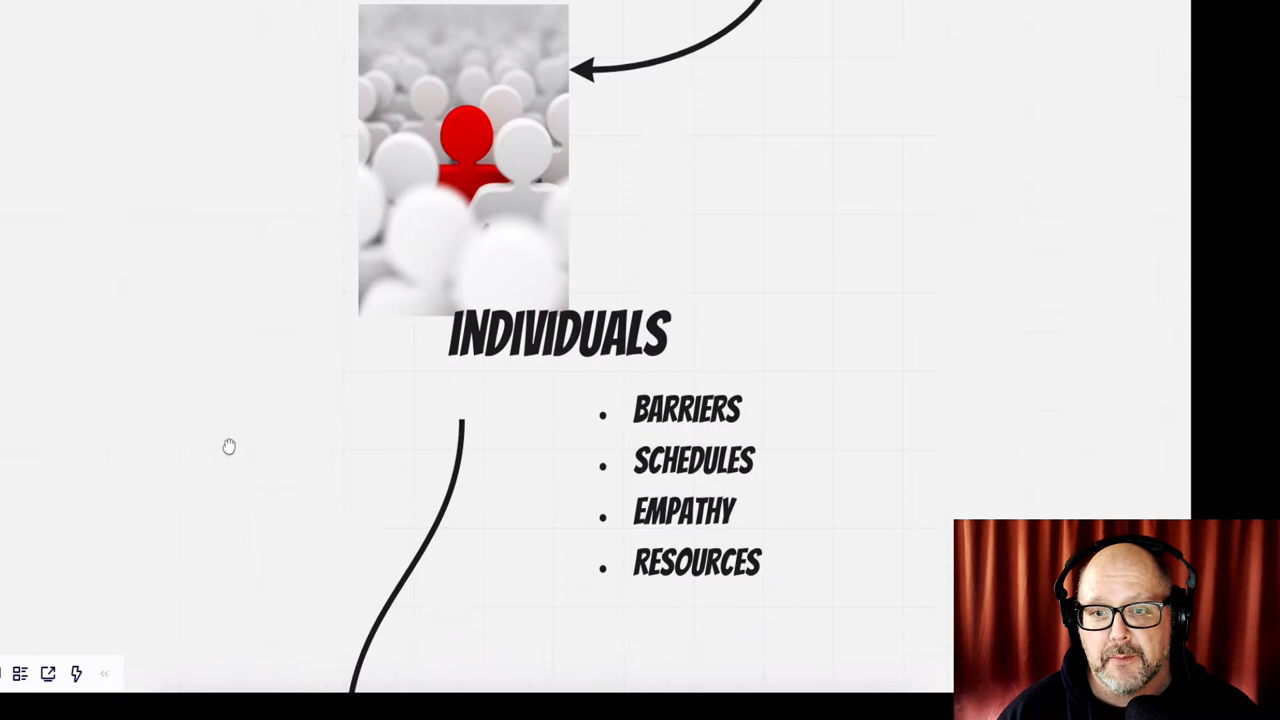 INDIVIDUALS
• BARRIERS
• SCHEDULES
• EMPATHY
• RESOURCES